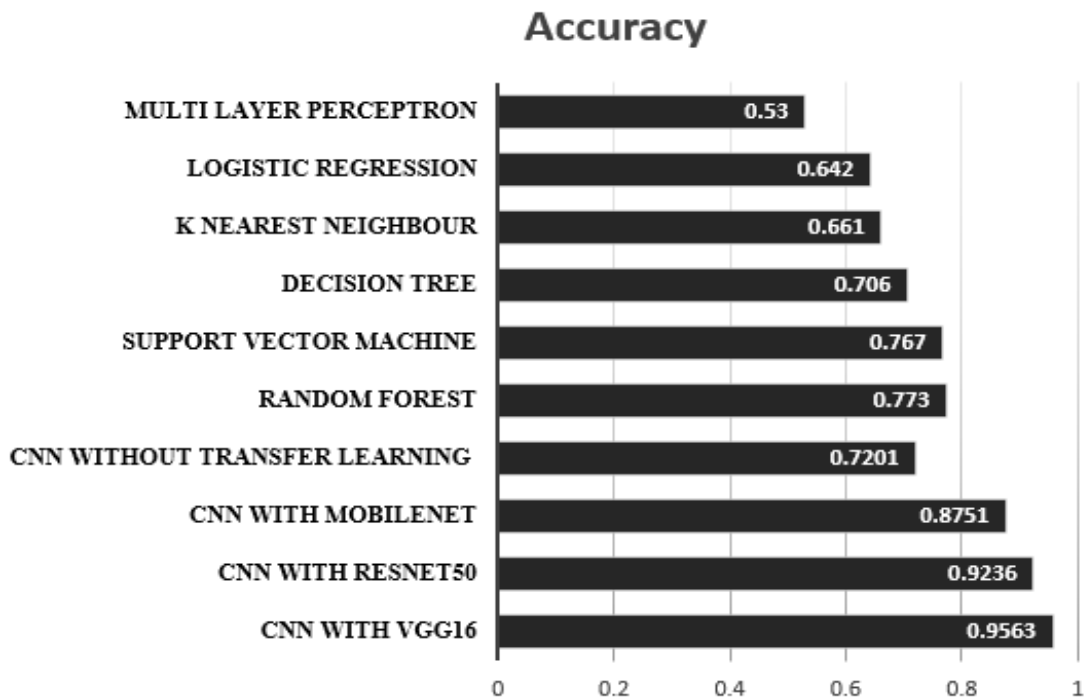 Accuracy
MULTI LAYER PERCEPTRON 0.53
LOGISTIC REGRESSION 0.642
K NEAREST NEIGHBOUR 0.661
DECISION TREE 0.706
SUPPORT VECTOR MACHINE 0.767
RANDOM FOREST 0.773
CNN WITHOUT TRANSFER LEARNING 0.7201
CNN WITH MOBILENET 0.8751
CNN WITH RESNET50 0.9236
CNN WITH VGG16 0.9563
0 0.2 0.4 0.6 0.8 1